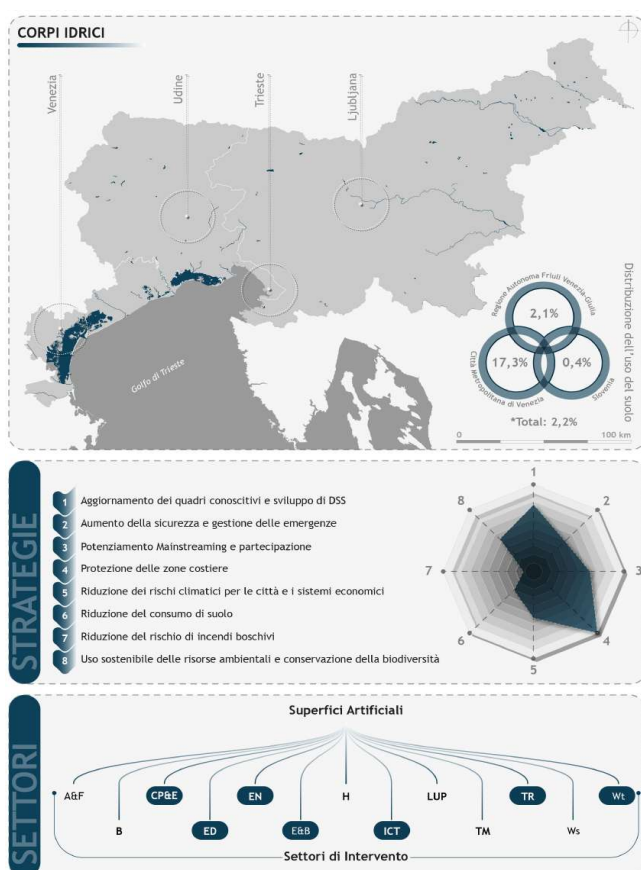 CORPI IDRICI
Venezia
Udine
Trieste
Ljubljana
Golfo di Trieste
Regione Autonoma Friuli Venezia-Giulia
2,1%
17,3%
0,4%
Città Metropolitana di Venezia
Slovenia
*Total: 2,2%
Distribuzione dell'uso del suolo
0
100 km
STRATEGIE
1 Aggiornamento dei quadri conoscitivi e sviluppo di DSS
2 Aumento della sicurezza e gestione delle emergenze
3 Potenziamento Mainstreaming e partecipazione
4 Protezione delle zone costiere
5 Riduzione dei rischi climatici per le città e i sistemi economici
6 Riduzione del consumo di suolo
7 Riduzione del rischio di incendi boschivi
8 Uso sostenibile delle risorse ambientali e conservazione della biodiversità
1
2
3
4
5
6
7
8
SETTORI
Superfici Artificiali
A&F
CP&E
EN
H
LUP
TR
Wt
B
ED
E&B
ICT
TM
Ws
Settori di Intervento